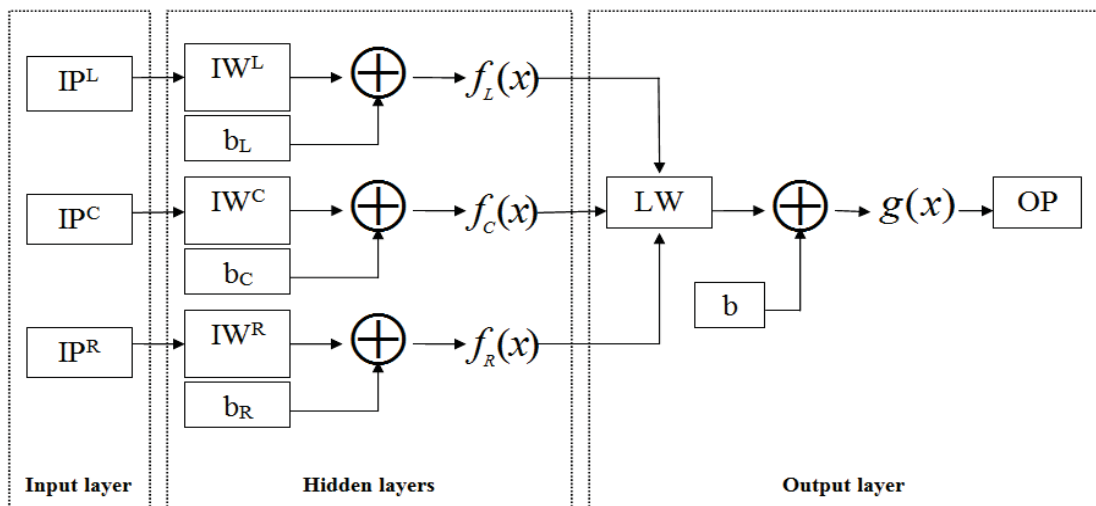 IP^L
IW^L
b_L
f_L(x)
IP^C
IW^C
b_C
f_C(x)
LW
g(x)
OP
b
IP^R
IW^R
b_R
f_R(x)
Input layer
Hidden layers
Output layer